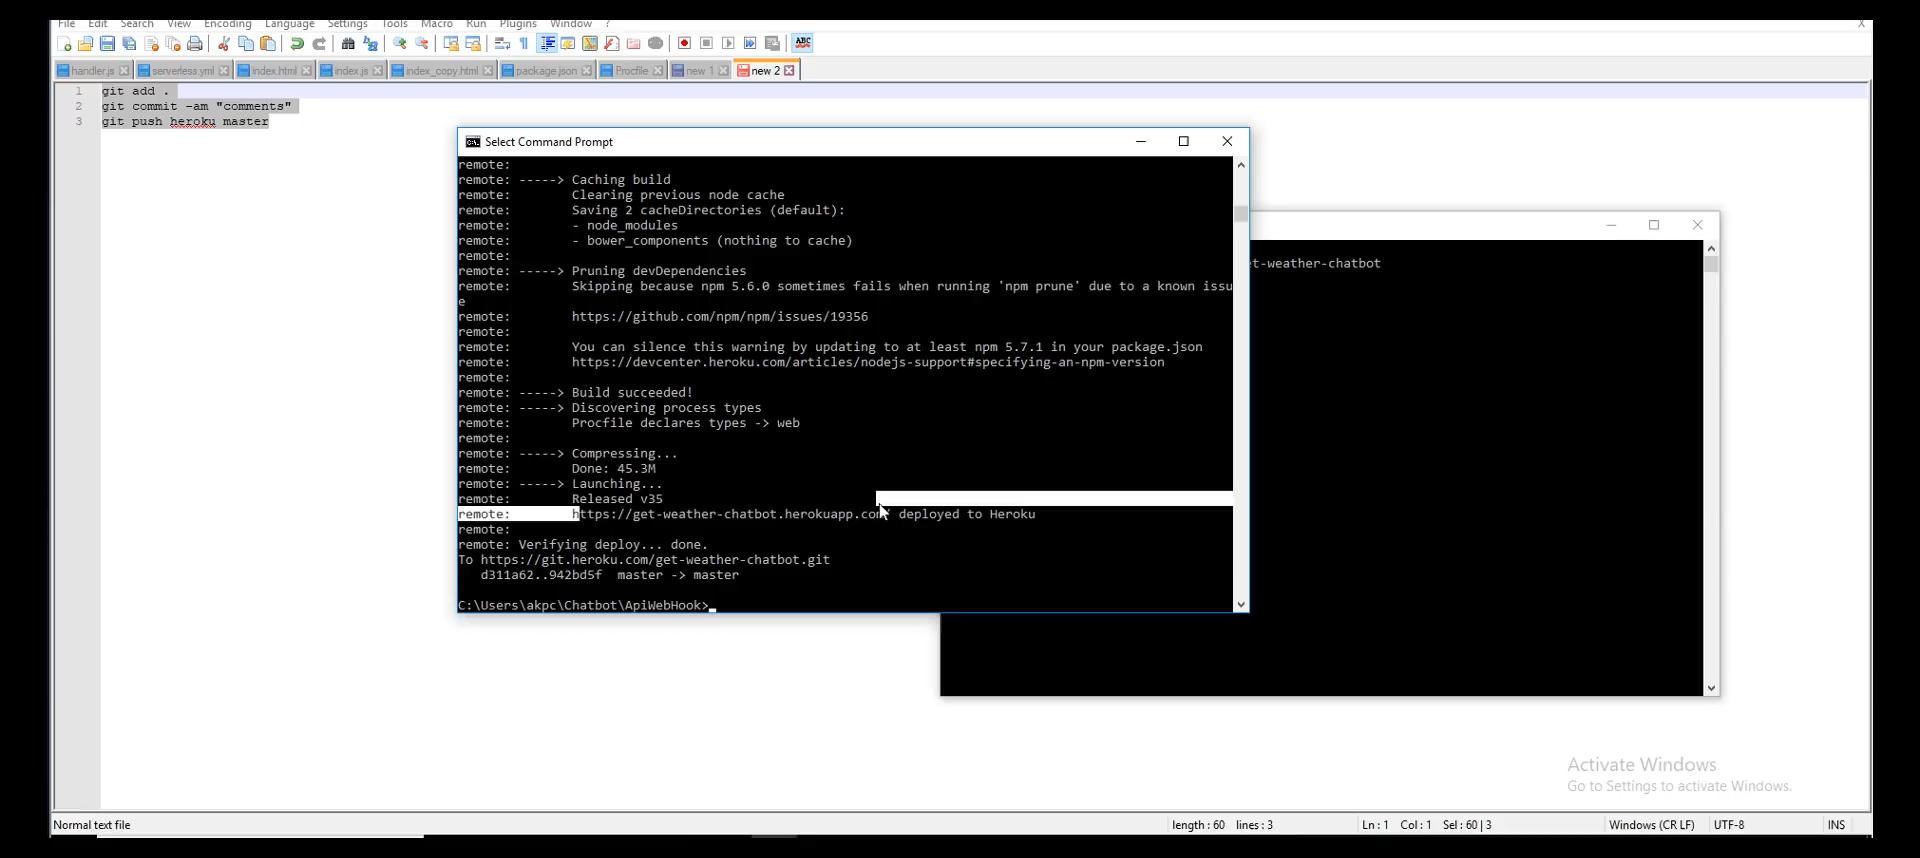 File Edit Search View Encoding Language Settings Tools Macro Run Plugins Window ? X
ABC
handler.js serverless.yml index.html index.js index_copy.html package.json Procfile new 1 new 2
1 git add .
2 git commit -am "comments"
3 git push heroku master
Select Command Prompt
remote:
remote: -----> Caching build
remote: Clearing previous node cache
remote: Saving 2 cacheDirectories (default):
remote: - node_modules
remote: - bower_components (nothing to cache)
remote:
remote: -----> Pruning devDependencies
remote: Skipping because npm 5.6.0 sometimes fails when running 'npm prune' due to a known issu
e
remote: https://github.com/npm/npm/issues/19356
remote:
remote: You can silence this warning by updating to at least npm 5.7.1 in your package.json
remote: https://devcenter.heroku.com/articles/nodejs-support#specifying-an-npm-version
remote:
remote: -----> Build succeeded!
remote: -----> Discovering process types
remote: Procfile declares types -> web
remote:
remote: -----> Compressing...
remote: Done: 45.3M
remote: -----> Launching...
remote: Released v35
remote: https://get-weather-chatbot.herokuapp.com/ deployed to Heroku
remote:
remote: Verifying deploy... done.
To https://git.heroku.com/get-weather-chatbot.git
d311a62..942bd5f master -> master
C:\Users\akpc\Chatbot\ApiWebHook>
et-weather-chatbot
Activate Windows
Go to Settings to activate Windows.
Normal text file length : 60 lines : 3 Ln : 1 Col : 1 Sel : 60 | 3 Windows (CR LF) UTF-8 INS